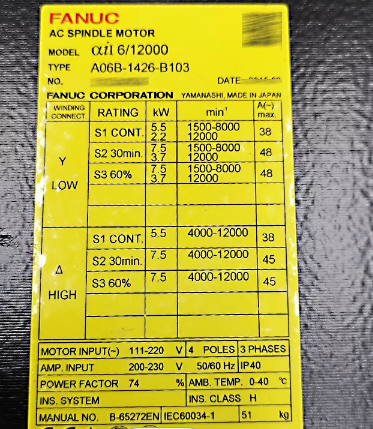 FANUC
AC SPINDLE MOTOR
MODEL αiI 6/12000
TYPE A06B-1426-B103
NO. DATE
FANUC CORPORATION YAMANASHI, MADE IN JAPAN
WINDING CONNECT RATING kW min⁻¹ A(~) max.
Y LOW
S1 CONT. 5.5 2.2 1500-8000 12000 38
S2 30min. 7.5 3.7 1500-8000 12000 48
S3 60% 7.5 3.7 1500-8000 12000 48
Δ HIGH
S1 CONT. 5.5 4000-12000 38
S2 30min. 7.5 4000-12000 45
S3 60% 7.5 4000-12000 45
MOTOR INPUT(~) 111-220 V 4 POLES 3 PHASES
AMP. INPUT 200-230 V 50/60 Hz IP40
POWER FACTOR 74 % AMB. TEMP. 0-40 ℃
INS. SYSTEM INS. CLASS H
MANUAL NO. B-65272EN IEC60034-1 51 kg